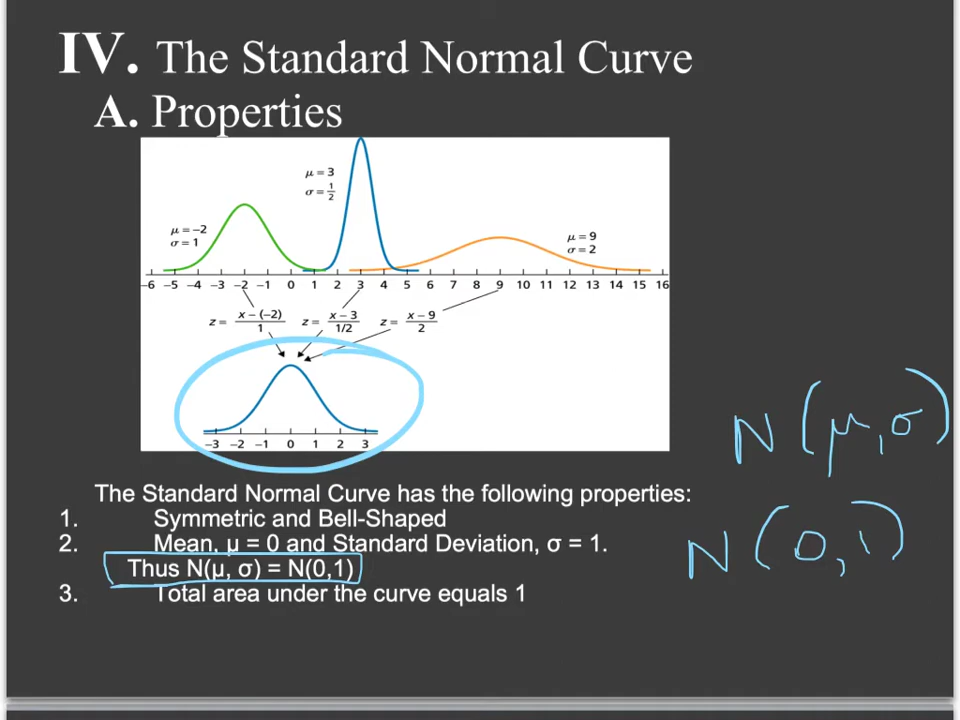 IV. The Standard Normal Curve
A. Properties
μ = 3
σ = 1/2
μ = −2
σ = 1
μ = 9
σ = 2
−6 −5 −4 −3 −2 −1 0 1 2 3 4 5 6 7 8 9 10 11 12 13 14 15 16
z = x − (−2) / 1 z = x − 3 / 1/2 z = x − 9 / 2
−3 −2 −1 0 1 2 3
N(μ,σ)
N(0,1)
The Standard Normal Curve has the following properties:
1. Symmetric and Bell-Shaped
2. Mean, μ = 0 and Standard Deviation, σ = 1.
Thus N(μ, σ) = N(0,1)
3. Total area under the curve equals 1